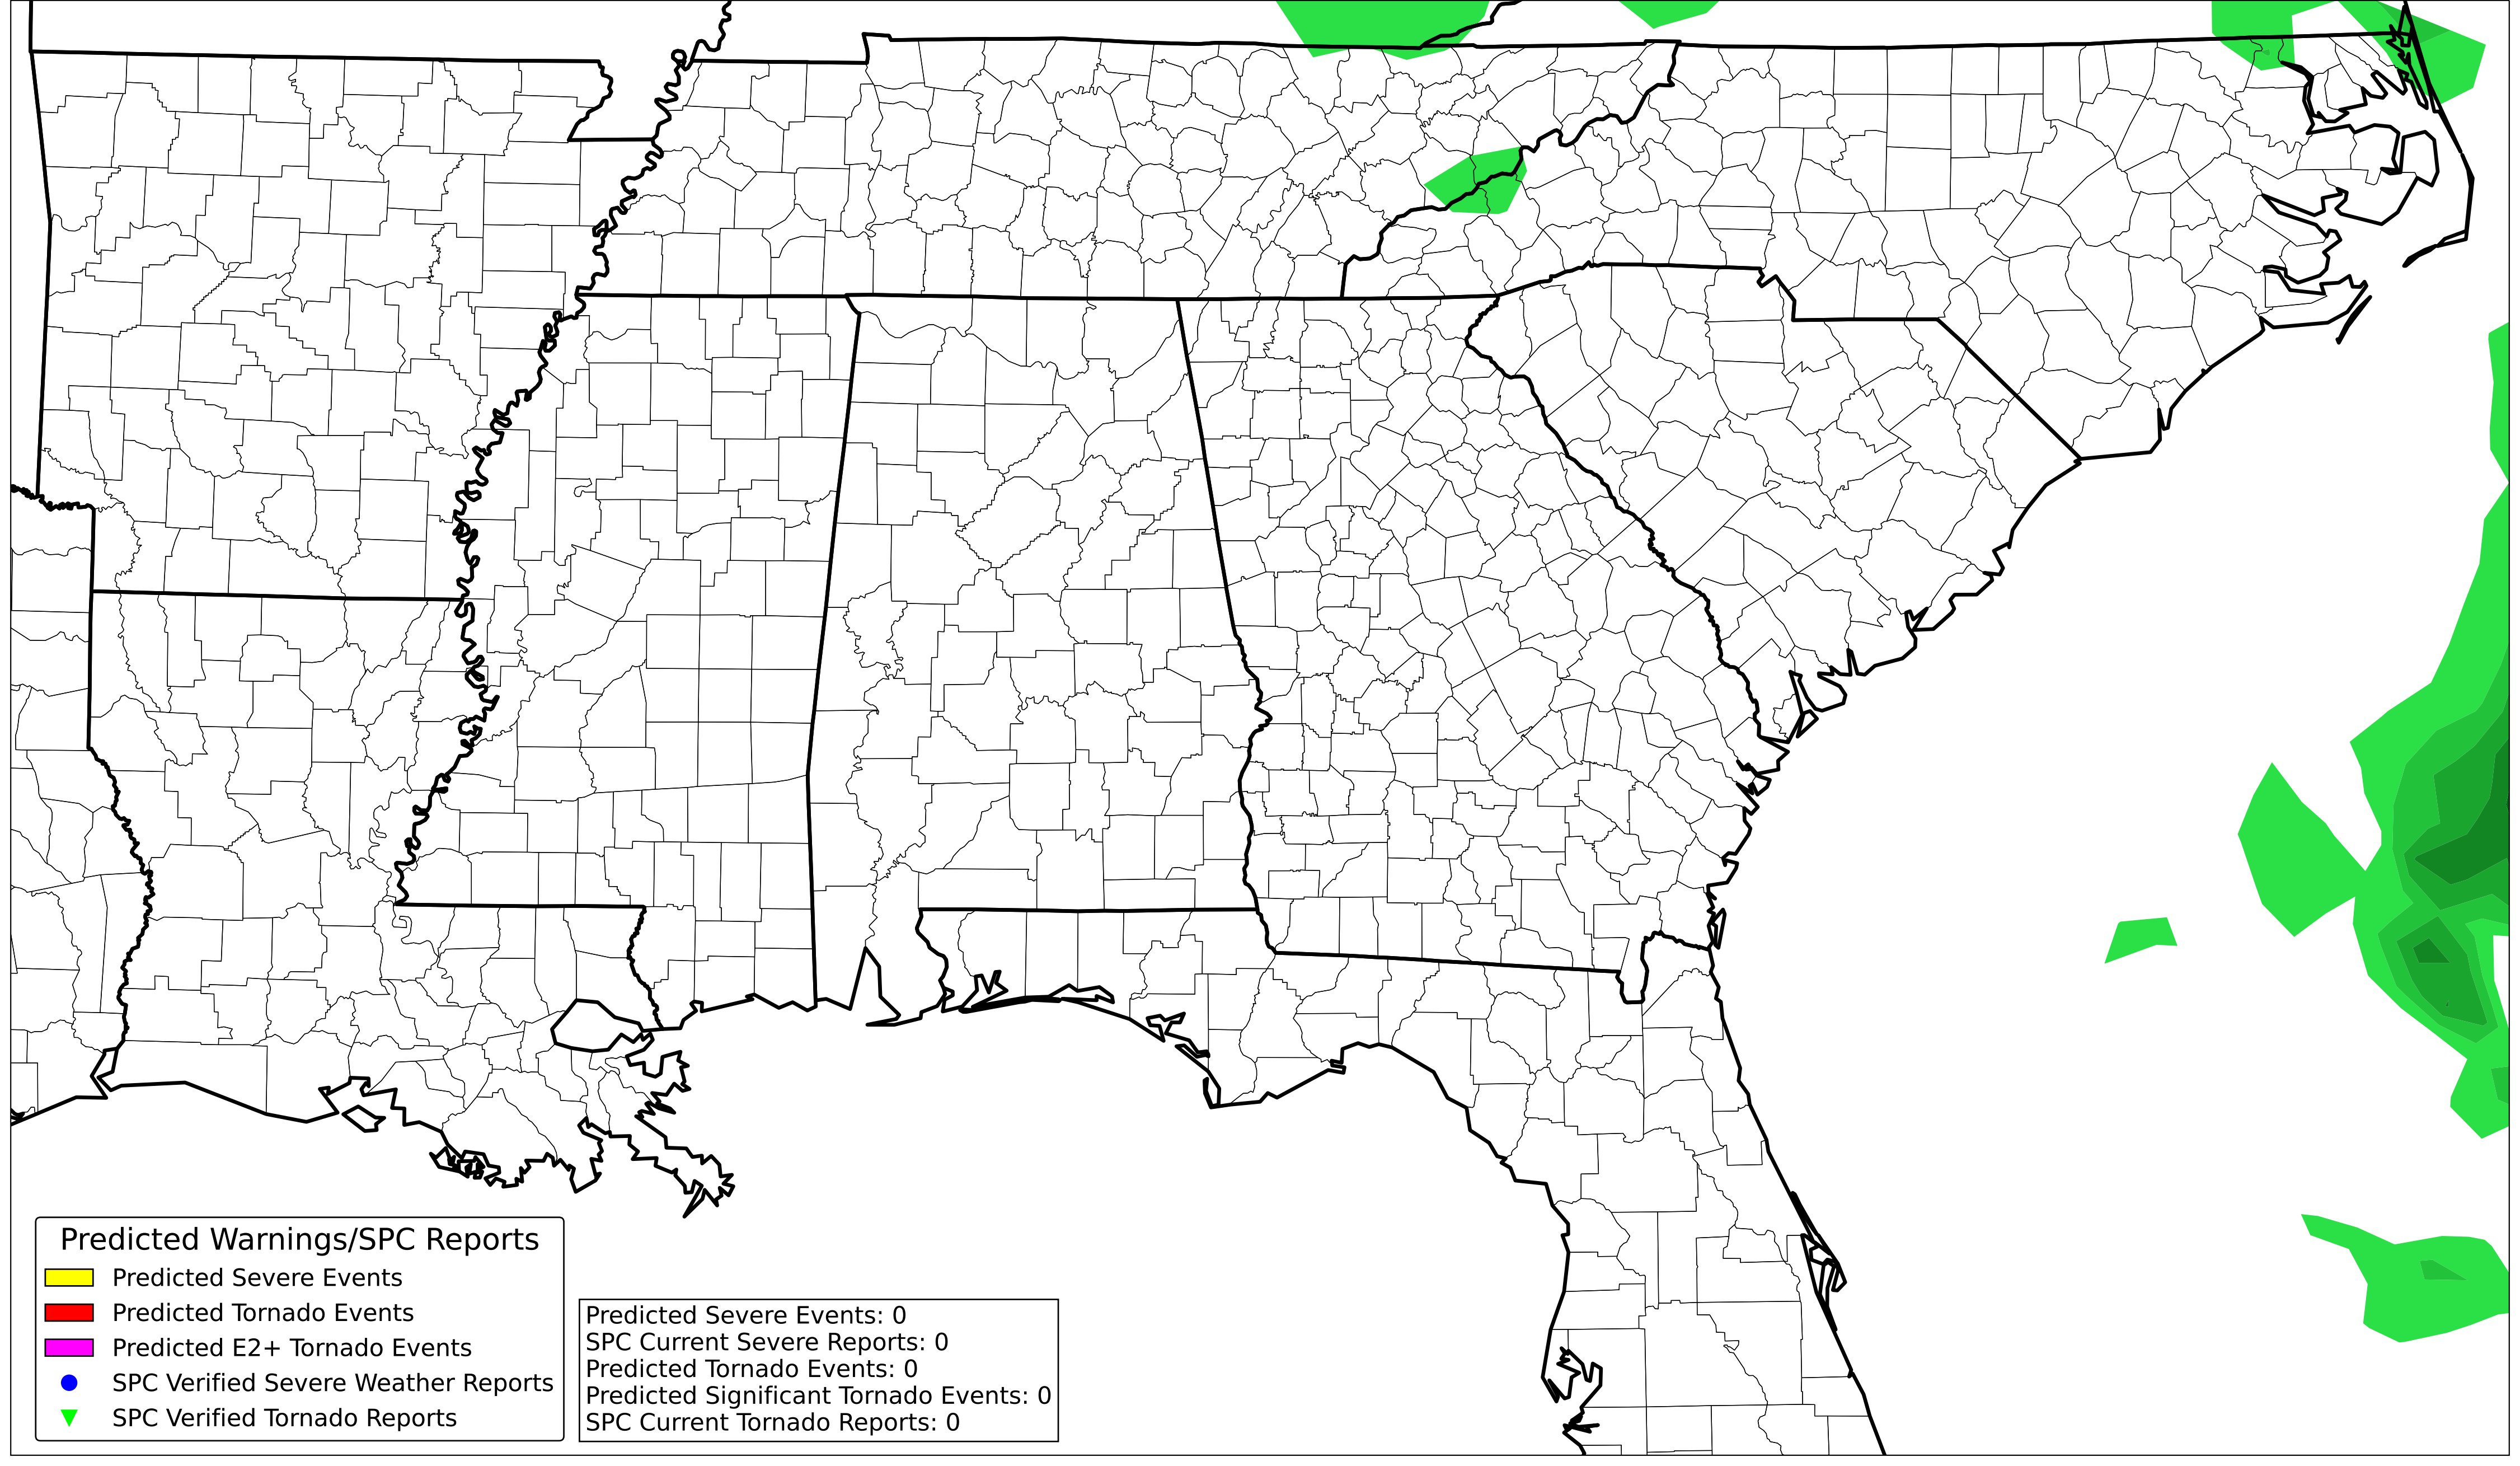 Predicted Warnings/SPC Reports
Predicted Severe Events
Predicted Tornado Events
Predicted E2+ Tornado Events
SPC Verified Severe Weather Reports
SPC Verified Tornado Reports
Predicted Severe Events: 0
SPC Current Severe Reports: 0
Predicted Tornado Events: 0
Predicted Significant Tornado Events: 0
SPC Current Tornado Reports: 0